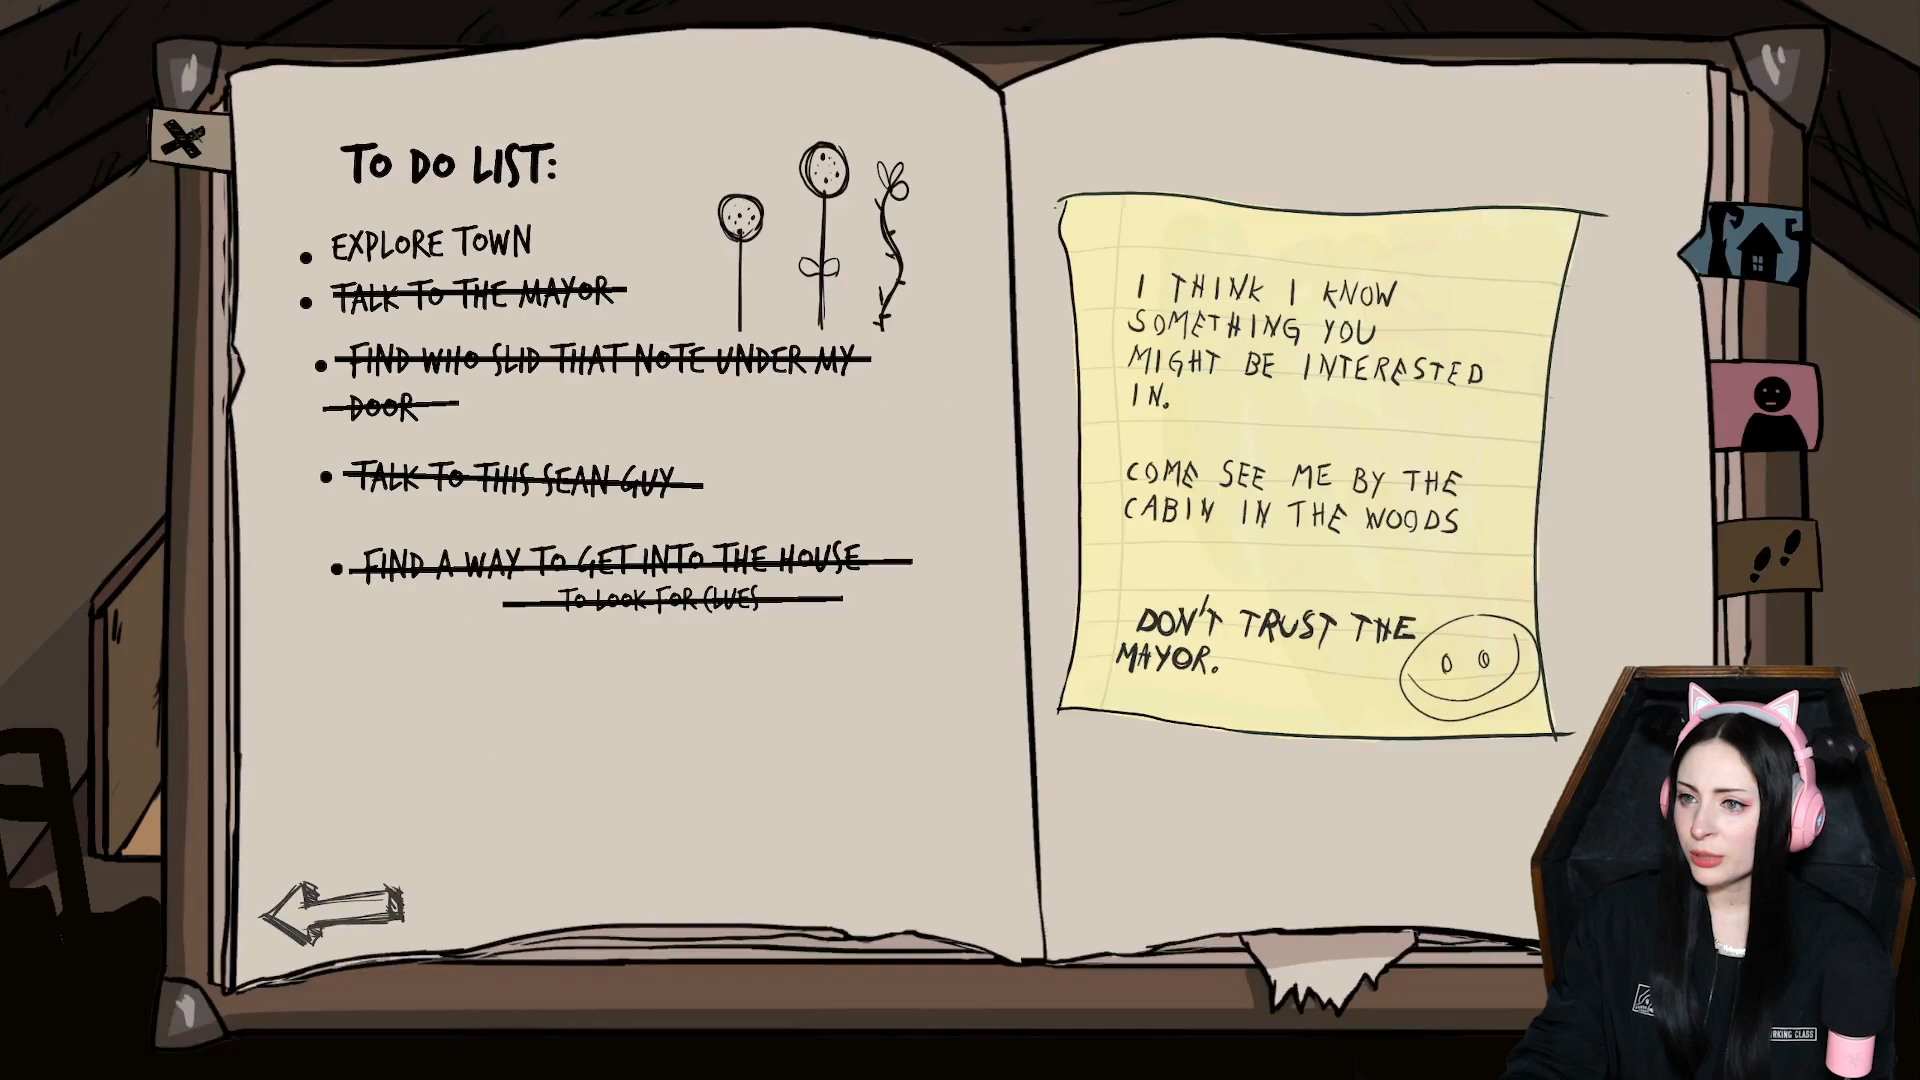 TO DO LIST:
EXPLORE TOWN
TALK TO THE MAYOR
FIND WHO SLID THAT NOTE UNDER MY
DOOR
TALK TO THIS SEAN GUY
FIND A WAY TO GET INTO THE HOUSE
TO LOOK FOR CLUES
I THINK I KNOW
SOMETHING YOU
MIGHT BE INTERESTED
IN.
COME SEE ME BY THE
CABIN IN THE WOODS
DON'T TRUST THE
MAYOR.
RKING CLASS